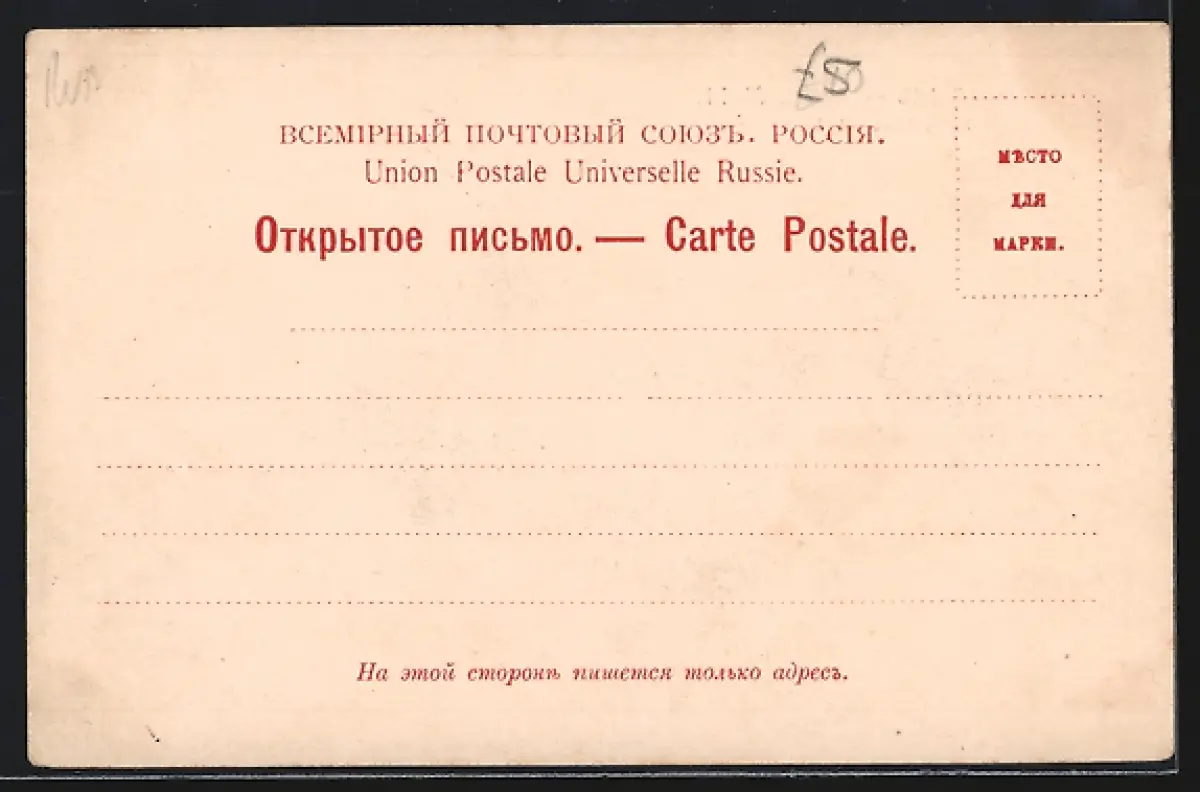 £5
ВСЕМІРНЫЙ ПОЧТОВЫЙ СОЮЗЪ. РОССІЯ.
Union Postale Universelle Russie.
Открытое письмо. — Carte Postale.
МѢСТО
ДЛЯ
МАРКИ.
На этой сторонѣ пишется только адресъ.